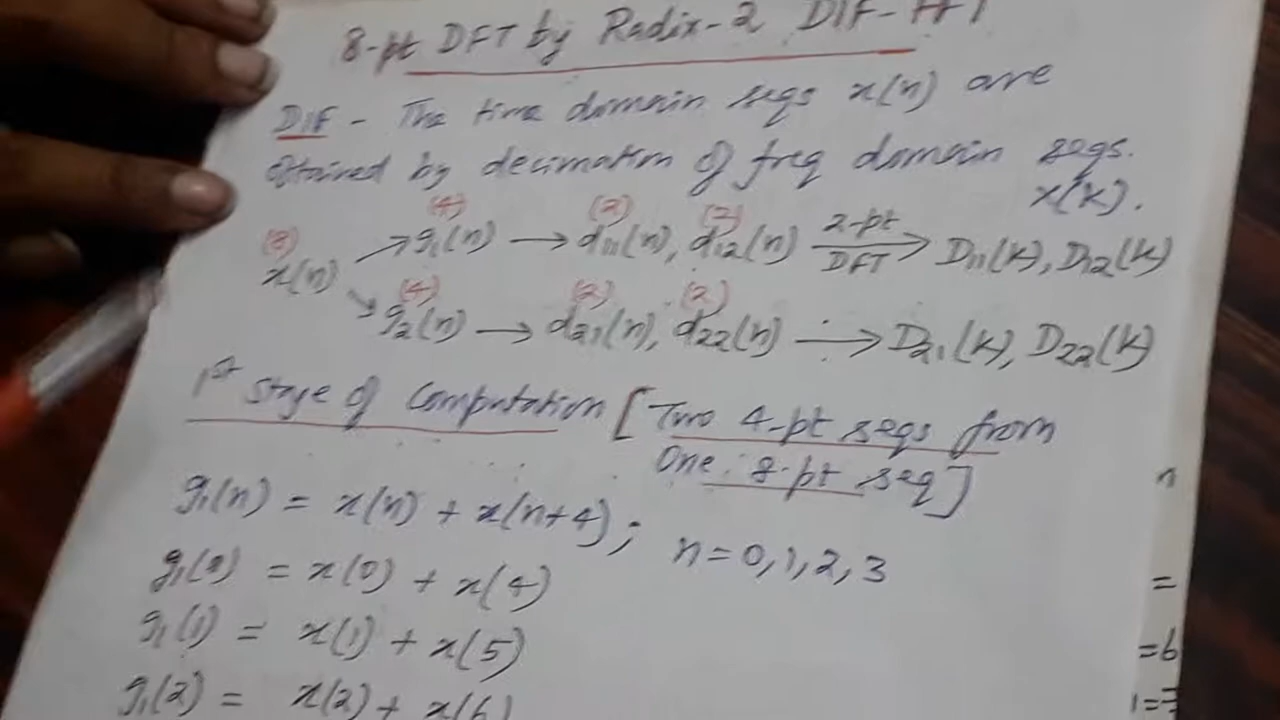 8-pt DFT by Radix-2 DIF-FFT
DIF - The time domain seqs x(n) are
obtained by decimation of freq domain seqs.
x(k).
(8) (4) (2) (2)
x(n) → g1(n) → d11(n), d12(n) 2-pt DFT → D11(k), D12(k)
(4) (2) (2)
↘ g2(n) → d21(n), d22(n) → D21(k), D22(k)
1st stage of Computation [Two 4-pt seqs from
One 8-pt seq]
g1(n) = x(n) + x(n+4); n=0,1,2,3
g1(0) = x(0) + x(4)
g1(1) = x(1) + x(5)
g1(2) = x(2) + x(6)
n
=
=6